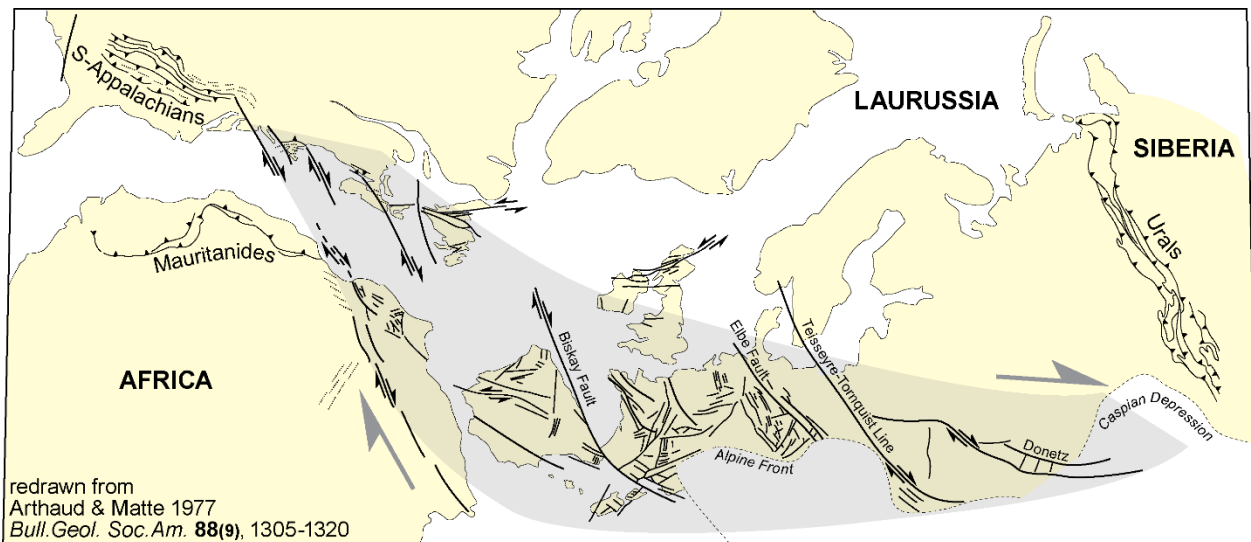 S-Appalachians
LAURUSSIA
SIBERIA
Urals
Mauritanides
AFRICA
Biskay Fault
Elbe Fault
Teisseyre-Tornquist Line
Caspian Depression
Donetz
Alpine Front
redrawn from
Arthaud & Matte 1977
Bull.Geol. Soc.Am. 88(9), 1305-1320